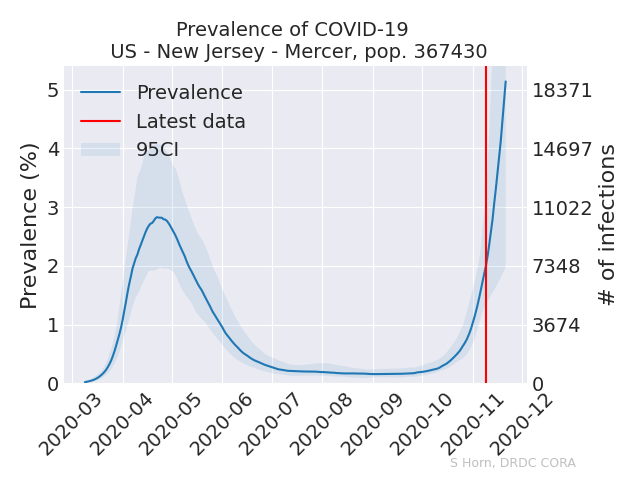 Prevalence of COVID-19
US - New Jersey - Mercer, pop. 367430
Prevalence
Latest data
95CI
Prevalence (%)
5
4
3
2
1
0
18371
14697
11022
7348
3674
0
# of infections
2020-03
2020-04
2020-05
2020-06
2020-07
2020-08
2020-09
2020-10
2020-11
2020-12
S Horn, DRDC CORA